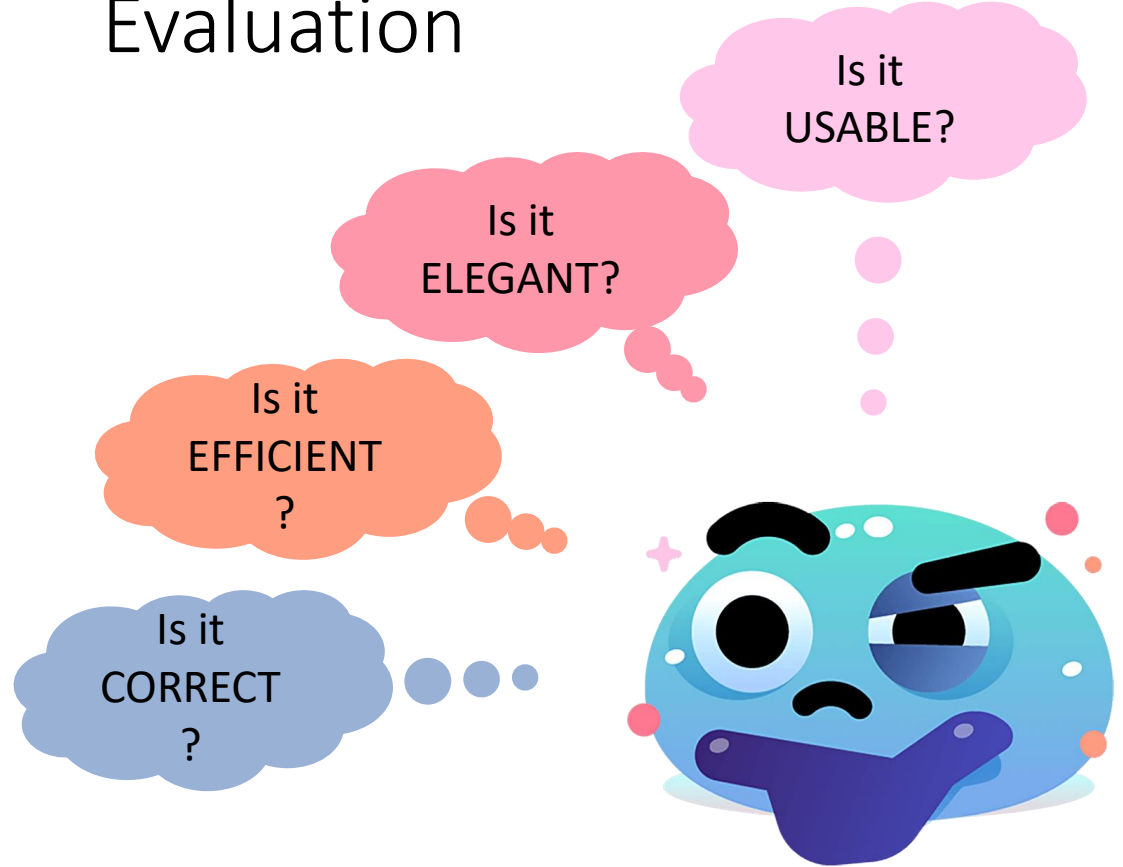 Evaluation
Is it
USABLE?
Is it
ELEGANT?
Is it
EFFICIENT
?
Is it
CORRECT
?